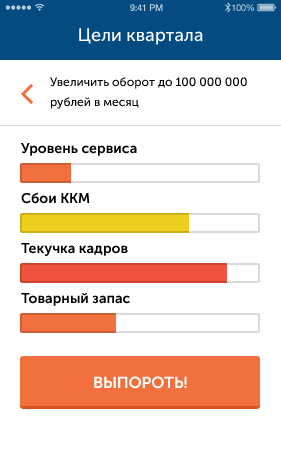 9:41 PM
100%
Цели квартала
Увеличить оборот до 100 000 000
рублей в месяц
Уровень сервиса
Сбои ККМ
Текучка кадров
Товарный запас
ВЫПОРОТЬ!